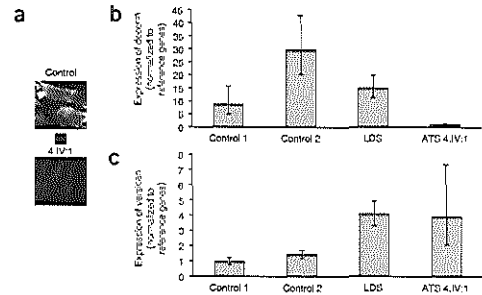 a
Control
4.IV:1
b
Expression of decorin
(normalized to
reference genes)
45
40
35
30
25
20
15
10
5
0
Control 1 Control 2 LDS ATS 4.IV:1
c
Expression of versican
(normalized to
reference genes)
8
7
6
5
4
3
2
1
0
Control 1 Control 2 LDS ATS 4.IV:1